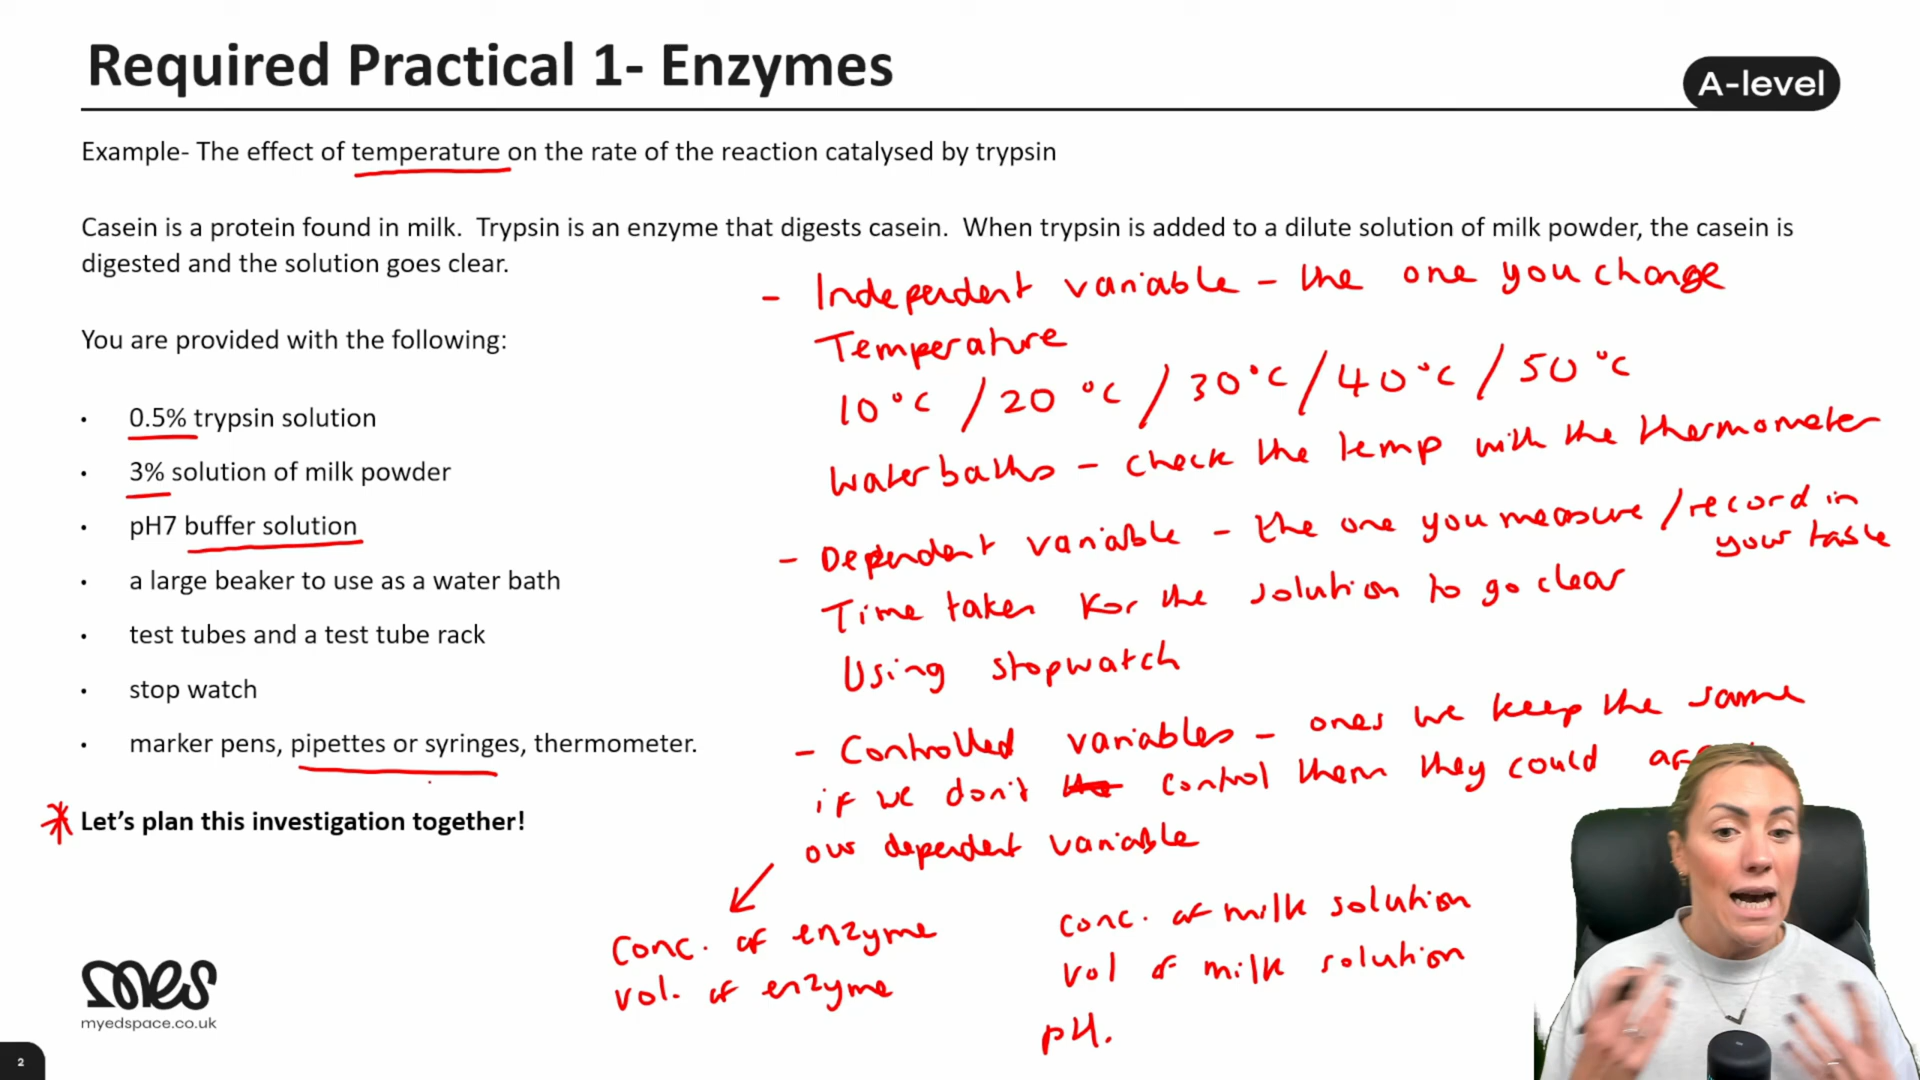 Required Practical 1- Enzymes
A-level
Example- The effect of temperature on the rate of the reaction catalysed by trypsin
Casein is a protein found in milk. Trypsin is an enzyme that digests casein. When trypsin is added to a dilute solution of milk powder, the casein is
digested and the solution goes clear.
You are provided with the following:
• 0.5% trypsin solution
• 3% solution of milk powder
• pH7 buffer solution
• a large beaker to use as a water bath
• test tubes and a test tube rack
• stop watch
• marker pens, pipettes or syringes, thermometer.
* Let's plan this investigation together!
- Independent variable - the one you change
Temperature
10°C / 20°C / 30°C / 40°C / 50°C
Water baths - check the temp with the thermometer
- Dependent variable - the one you measure / record in
your table
Time taken for the solution to go clear
Using stopwatch
- Controlled variables - ones we keep the same
if we don't control them they could
our dependent variable
Conc. of enzyme
vol. of enzyme
conc. of milk solution
vol of milk solution
pH.
mes
myedspace.co.uk
2